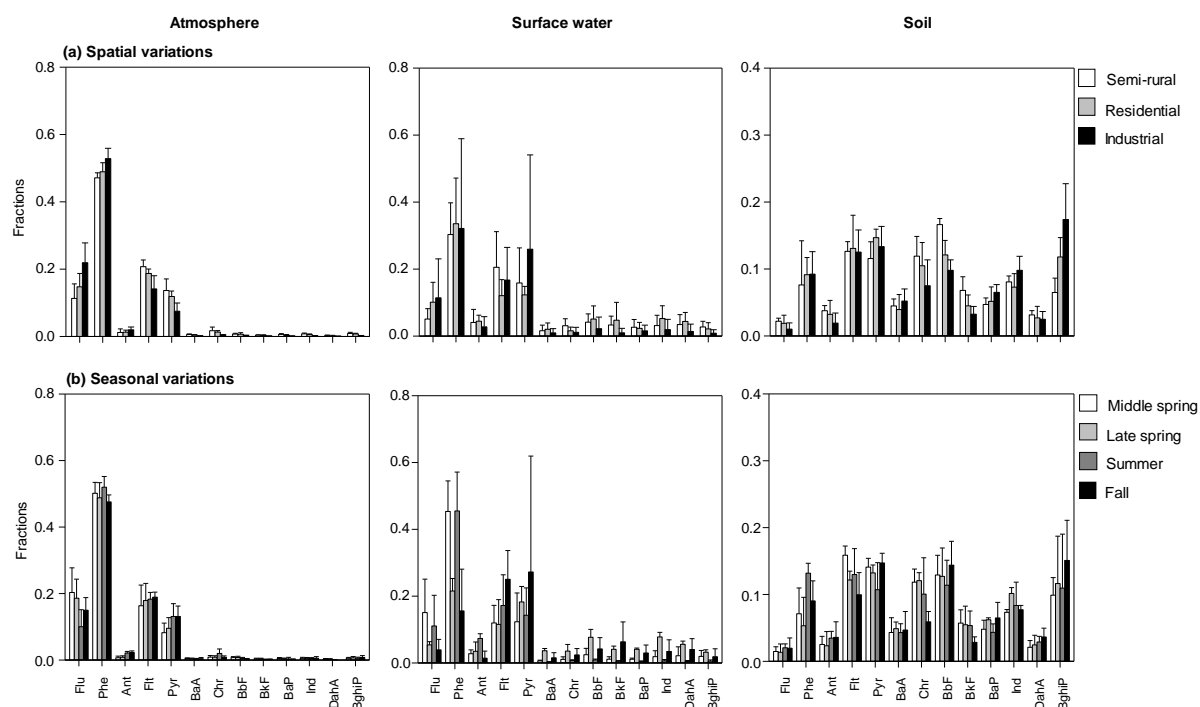 Atmosphere
Surface water
Soil
(a) Spatial variations
0.8
0.6
0.4
0.2
0.0
Fractions
0.8
0.6
0.4
0.2
0.0
0.4
0.3
0.2
0.1
0.0
Semi-rural
Residential
Industrial
(b) Seasonal variations
0.8
0.6
0.4
0.2
0.0
Fractions
0.8
0.6
0.4
0.2
0.0
0.4
0.3
0.2
0.1
0.0
Middle spring
Late spring
Summer
Fall
Flu
Phe
Ant
Flt
Pyr
BaA
Chr
BbF
BkF
BaP
Ind
DahA
BghiP
Flu
Phe
Ant
Flt
Pyr
BaA
Chr
BbF
BkF
BaP
Ind
DahA
BghiP
Flu
Phe
Ant
Flt
Pyr
BaA
Chr
BbF
BkF
BaP
Ind
DahA
BghiP